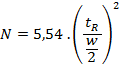 N = 5,54 . (t_R / (w/2))^2